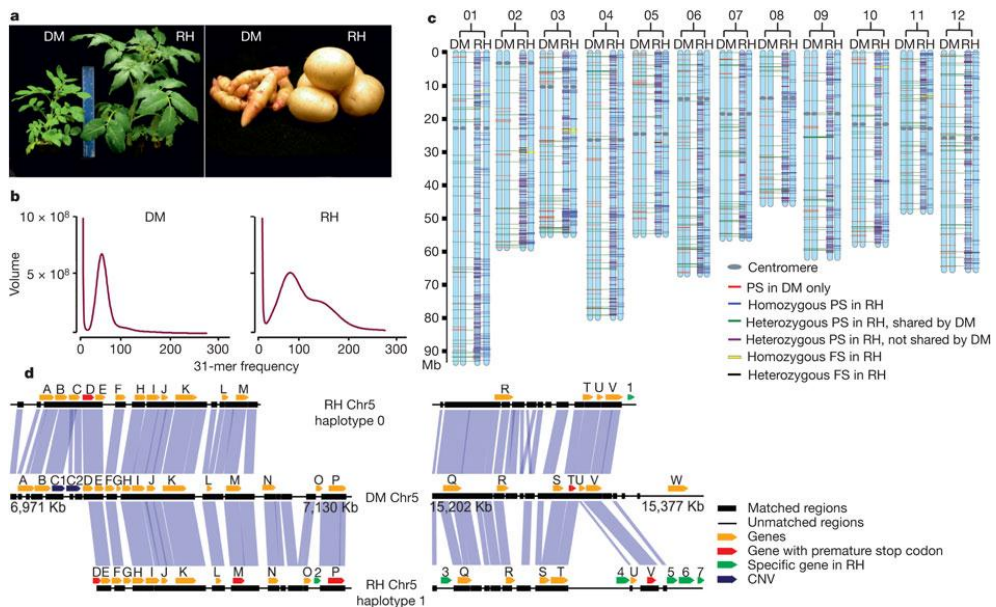 a
DM
RH
DM
RH
b
10 × 10⁸
5 × 10⁸
Volume
DM
RH
0 100 200 300
0 100 200 300
31-mer frequency
c
01 02 03 04 05 06 07 08 09 10 11 12
DM RH DM RH DM RH DM RH DM RH DM RH DM RH DM RH DM RH DM RH DM RH DM RH
0
10
20
30
40
50
60
70
80
90
Mb
Centromere
PS in DM only
Homozygous PS in RH
Heterozygous PS in RH, shared by DM
Heterozygous PS in RH, not shared by DM
Homozygous FS in RH
Heterozygous FS in RH
d
A B C D E F H I J K L M
RH Chr5
haplotype 0
R T U V 1
A B C1 C2 D E F G H I J K L M N O P
6,971 Kb
7,130 Kb
DM Chr5
Q R S T U V W
15,202 Kb
15,377 Kb
D E F G H I J K L M N O 2 P
RH Chr5
haplotype 1
3 Q R S T 4 U V 5 6 7
Matched regions
Unmatched regions
Genes
Gene with premature stop codon
Specific gene in RH
CNV